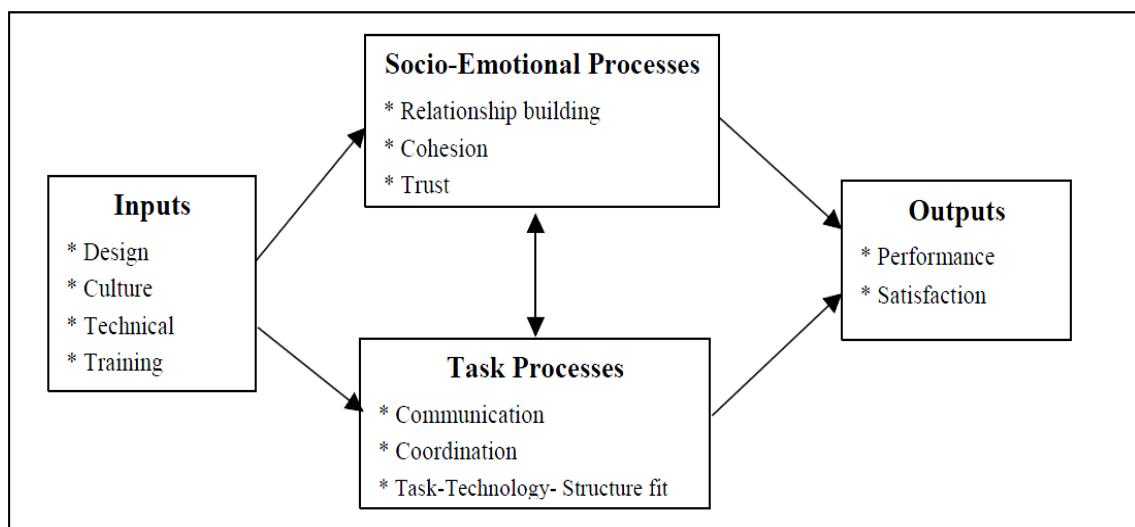 Socio-Emotional Processes
* Relationship building
* Cohesion
* Trust
Inputs
* Design
* Culture
* Technical
* Training
Outputs
* Performance
* Satisfaction
Task Processes
* Communication
* Coordination
* Task-Technology- Structure fit